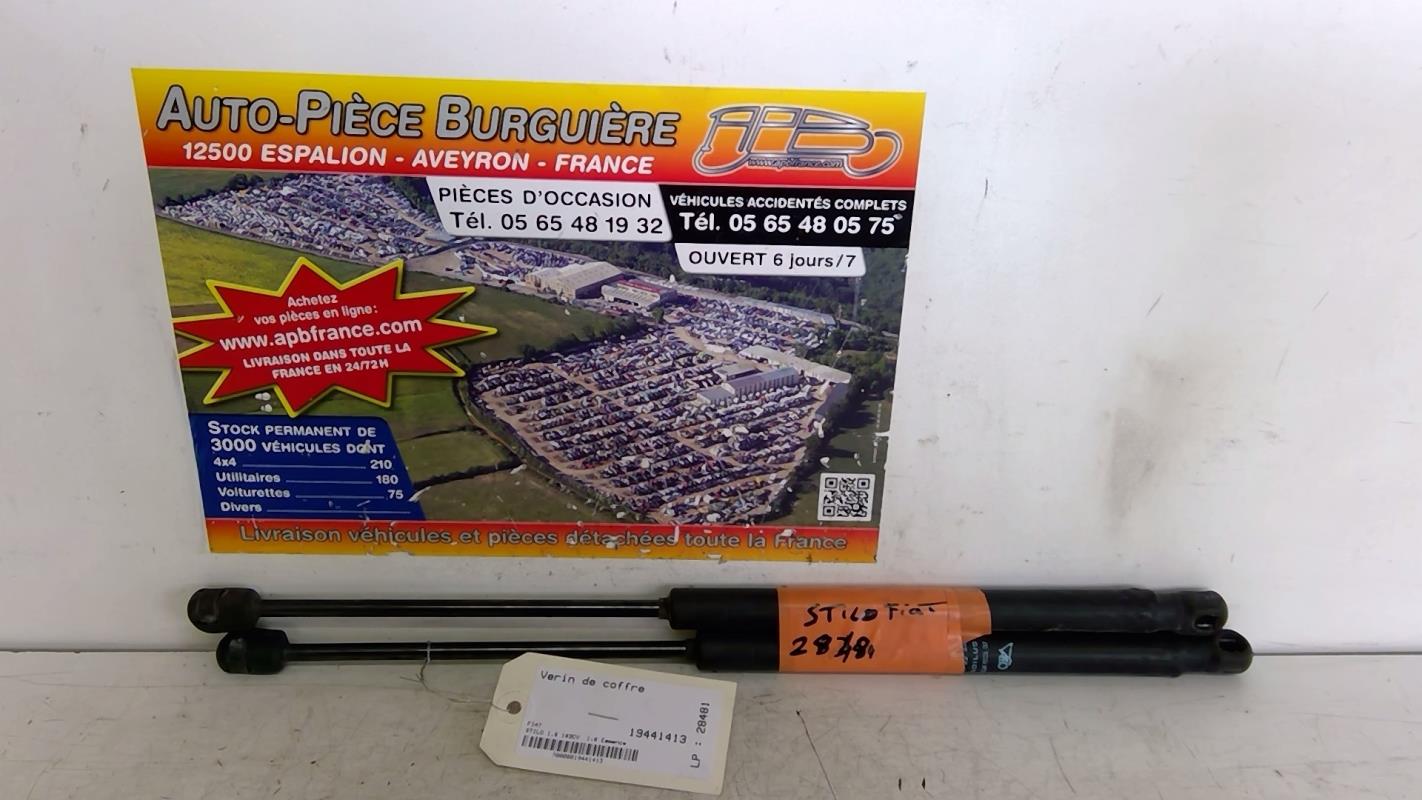 AUTO-PIÈCE BURGUIÈRE
12500 ESPALION - AVEYRON - FRANCE
APB
www.apbfrance.com
PIÈCES D'OCCASION
Tél. 05 65 48 19 32
VÉHICULES ACCIDENTÉS COMPLETS
Tél. 05 65 48 05 75
OUVERT 6 jours/7
Achetez
vos pièces en ligne:
www.apbfrance.com
LIVRAISON DANS TOUTE LA
FRANCE EN 24/72H
STOCK PERMANENT DE
3000 VÉHICULES DONT
4x4 210
Utilitaires 180
Voiturettes 75
Divers
Livraison véhicules et pièces détachées toute la France
STILO Fiat
Verin de coffre
FIAT
19441413
LP : 28481